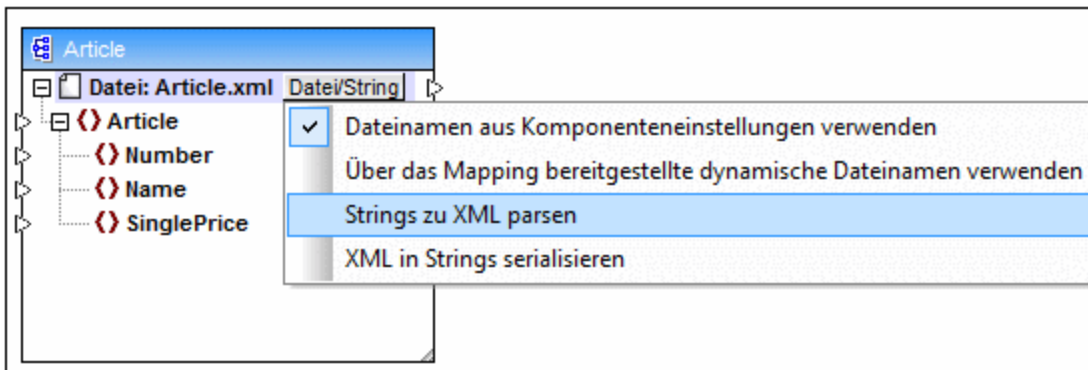 Article
Datei: Article.xml Datei/String
Article
Number
Name
SinglePrice
Dateinamen aus Komponenteneinstellungen verwenden
Über das Mapping bereitgestellte dynamische Dateinamen verwenden
Strings zu XML parsen
XML in Strings serialisieren